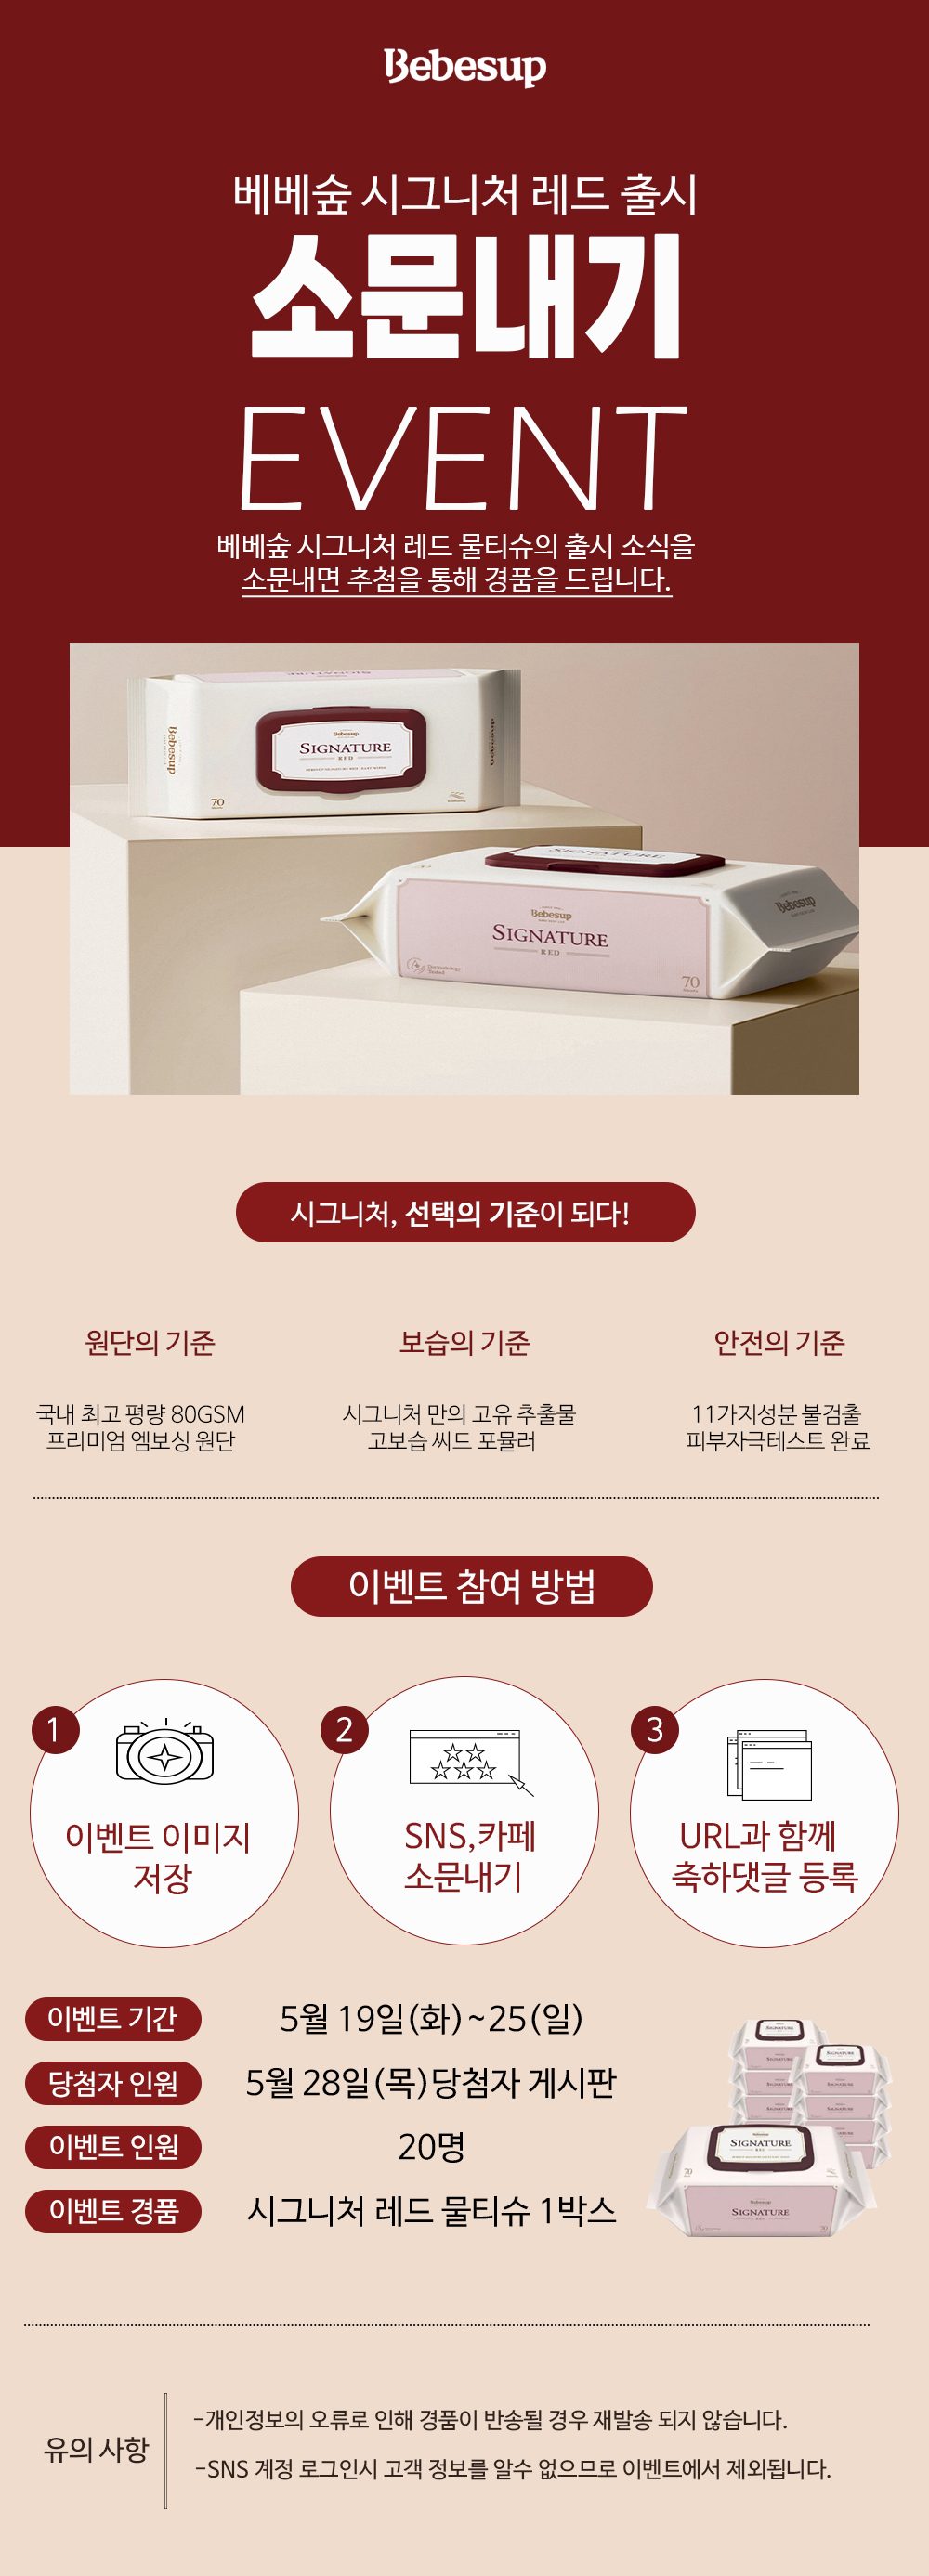 Bebesup
베베숲 시그니처 레드 출시
소문내기
EVENT
베베숲 시그니처 레드 물티슈의 출시 소식을
소문내면 추첨을 통해 경품을 드립니다.
Bebesup
SIGNATURE
RED
Bebesup
Bebesup
70
SIGNATURE
Bebesup
SIGNATURE
RED
Dermatology
Tested
70
Bebesup
시그니처, 선택의 기준이 되다!
원단의 기준
국내 최고 평량 80GSM
프리미엄 엠보싱 원단
보습의 기준
시그니처 만의 고유 추출물
고보습 씨드 포뮬러
안전의 기준
11가지성분 불검출
피부자극테스트 완료
이벤트 참여 방법
1
이벤트 이미지
저장
2
SNS,카페
소문내기
3
URL과 함께
축하댓글 등록
이벤트 기간
5월 19일(화)~25(일)
당첨자 인원
5월 28일(목)당첨자 게시판
이벤트 인원
20명
이벤트 경품
시그니처 레드 물티슈 1박스
SIGNATURE
Bebesup
SIGNATURE
유의 사항
-개인정보의 오류로 인해 경품이 반송될 경우 재발송 되지 않습니다.
-SNS 계정 로그인시 고객 정보를 알수 없으므로 이벤트에서 제외됩니다.